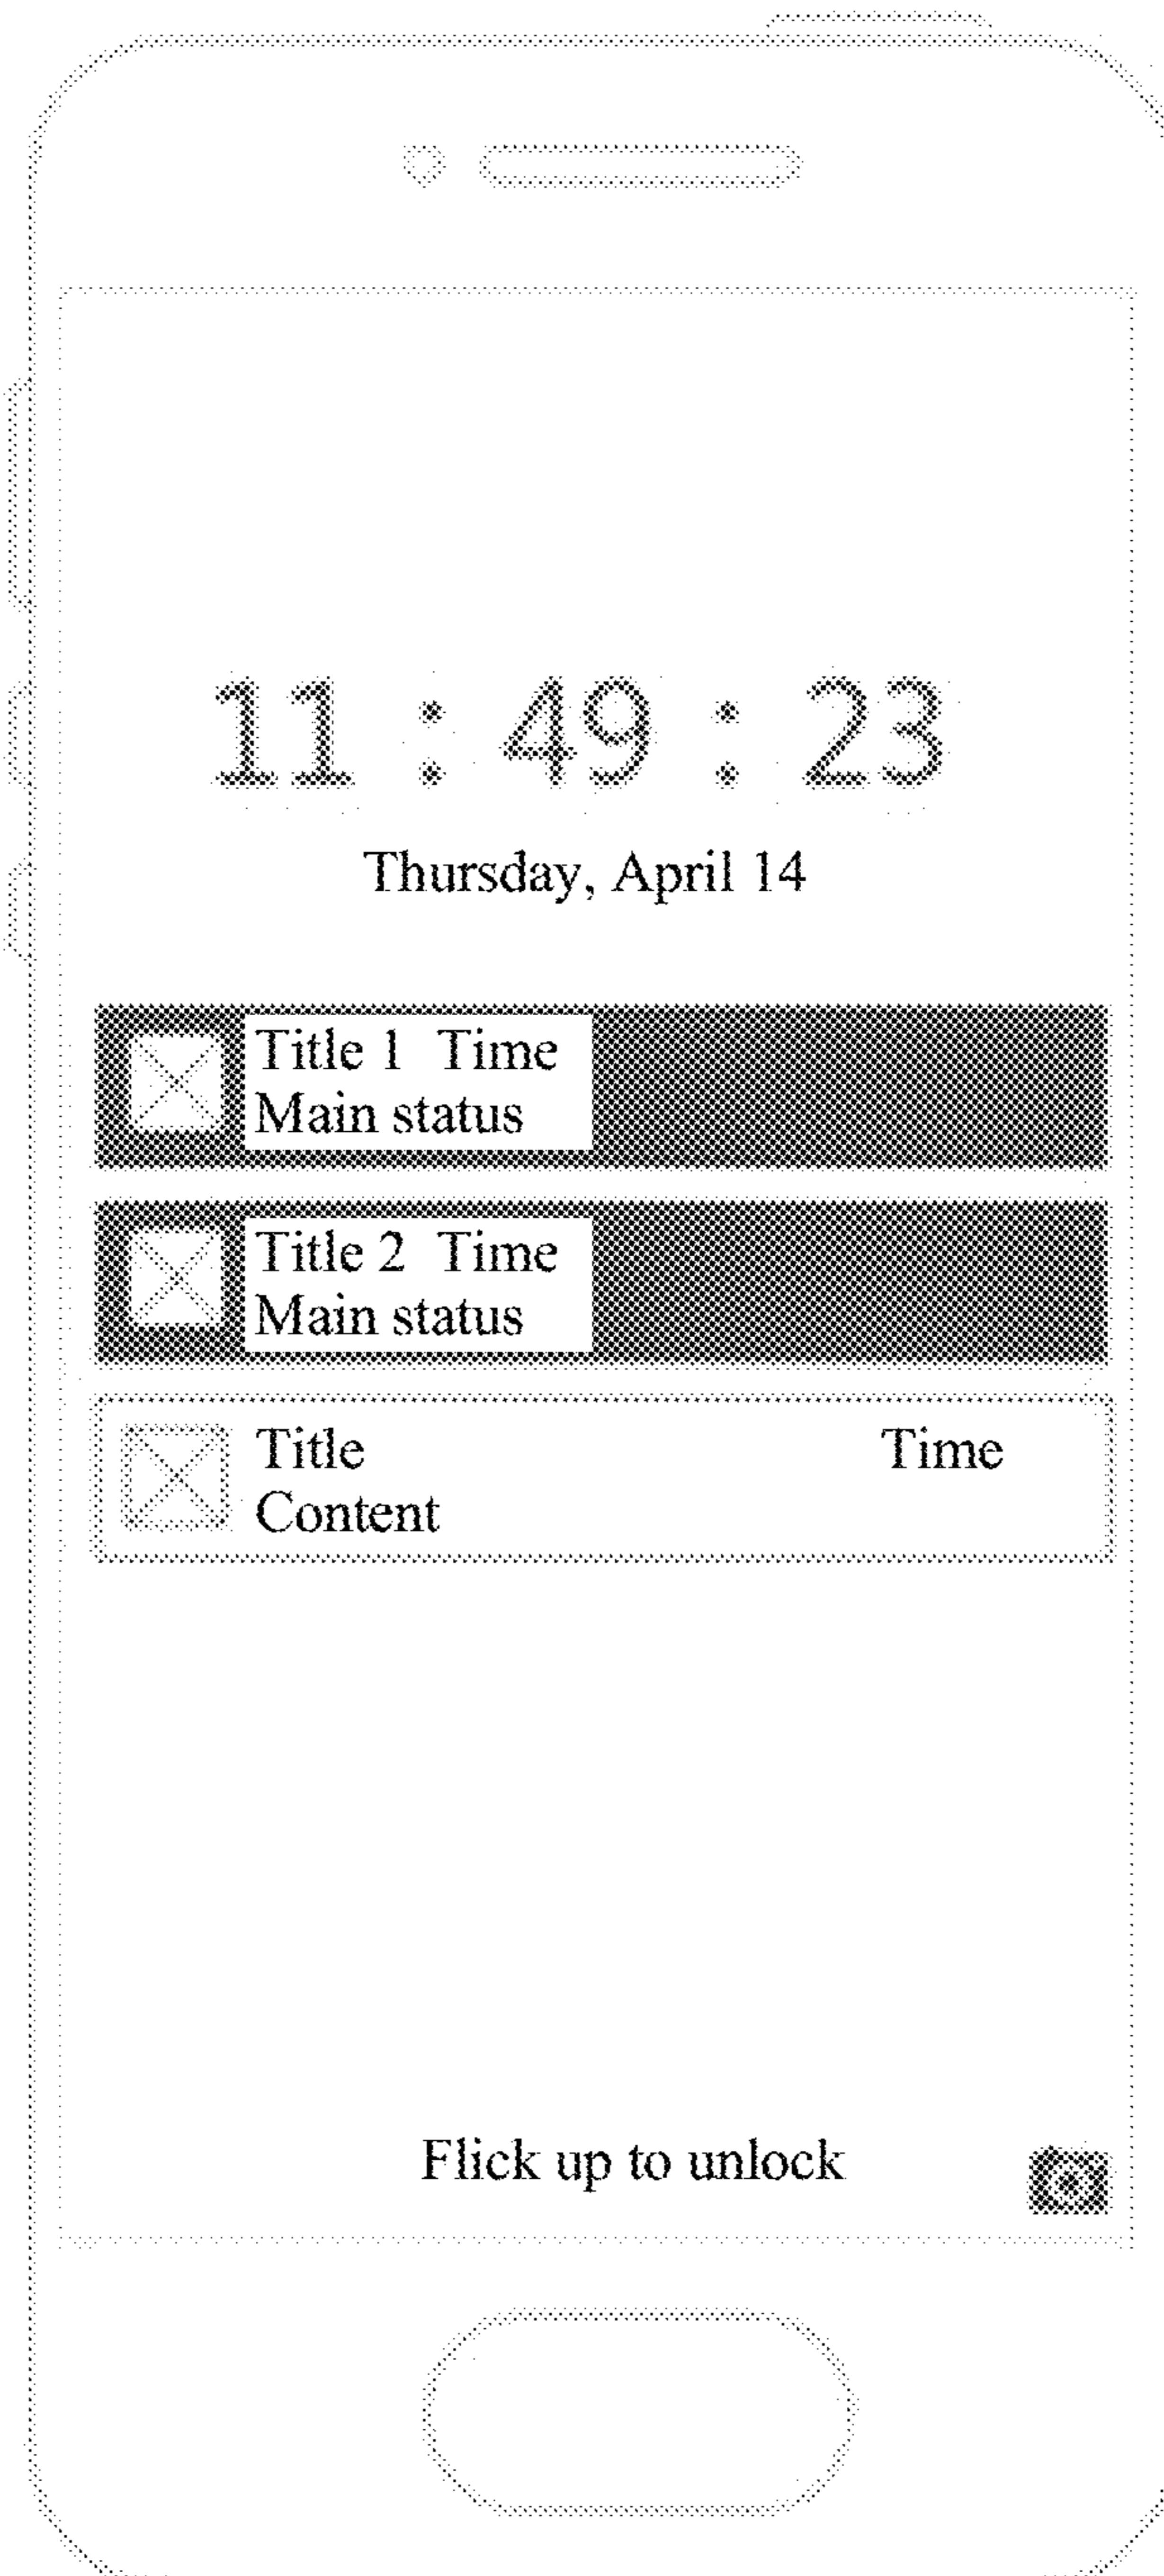 11 : 49 : 23
Thursday, April 14
Title 1 Time
Main status
Title 2 Time
Main status
Title Time
Content
Flick up to unlock